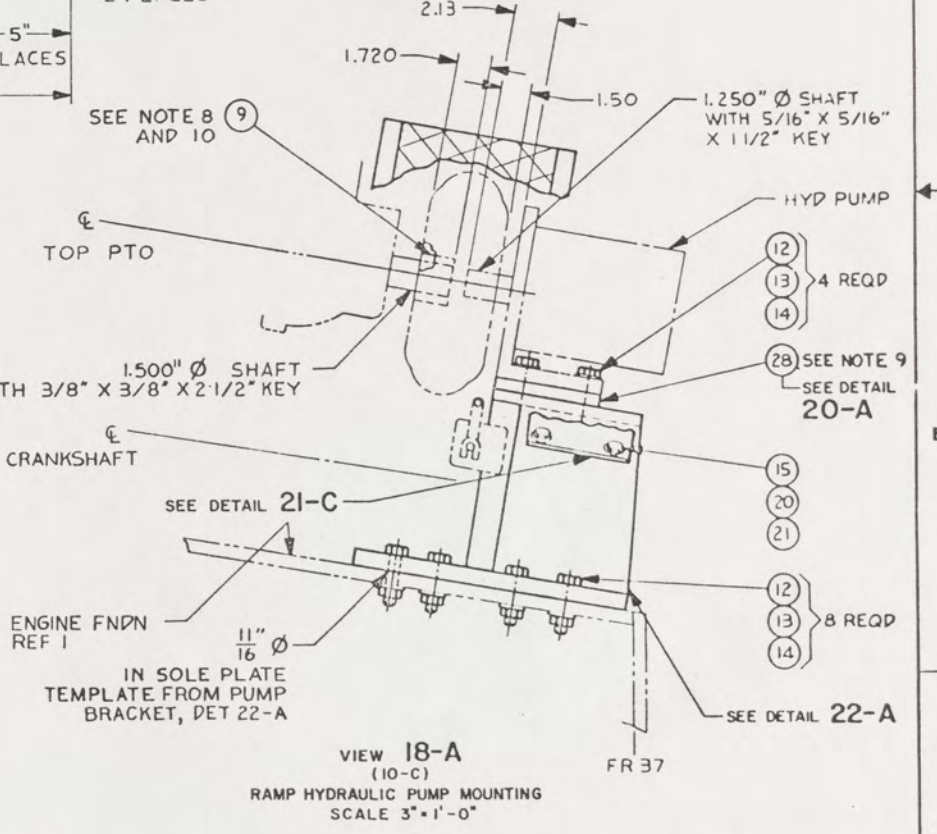 5"
LACES
2.13
1.720
1.50
1.250" Ø SHAFT
WITH 5/16" X 5/16"
X 1 1/2" KEY
SEE NOTE 8 9
AND 10
HYD PUMP
℄
TOP PTO
12
13
14
4 REQD
1.500" Ø SHAFT
TH 3/8" X 3/8" X 2 1/2" KEY
28 SEE NOTE 9
SEE DETAIL
20-A
℄
CRANKSHAFT
15
20
21
SEE DETAIL 21-C
ENGINE FNDN
REF 1
11/16" Ø
IN SOLE PLATE
TEMPLATE FROM PUMP
BRACKET, DET 22-A
12
13
14
8 REQD
SEE DETAIL 22-A
FR 37
VIEW 18-A
(10-C)
RAMP HYDRAULIC PUMP MOUNTING
SCALE 3" = 1'-0"